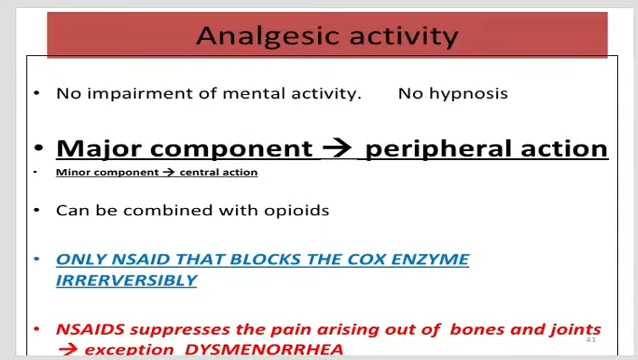 Analgesic activity
• No impairment of mental activity. No hypnosis
• Major component → peripheral action
• Minor component → central action
• Can be combined with opioids
• ONLY NSAID THAT BLOCKS THE COX ENZYME
IRRERVERSIBLY
• NSAIDS suppresses the pain arising out of bones and joints
→ exception DYSMENORRHEA
41